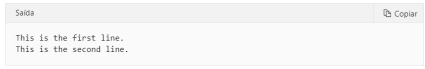 Saída
Copiar
This is the first line.
This is the second line.